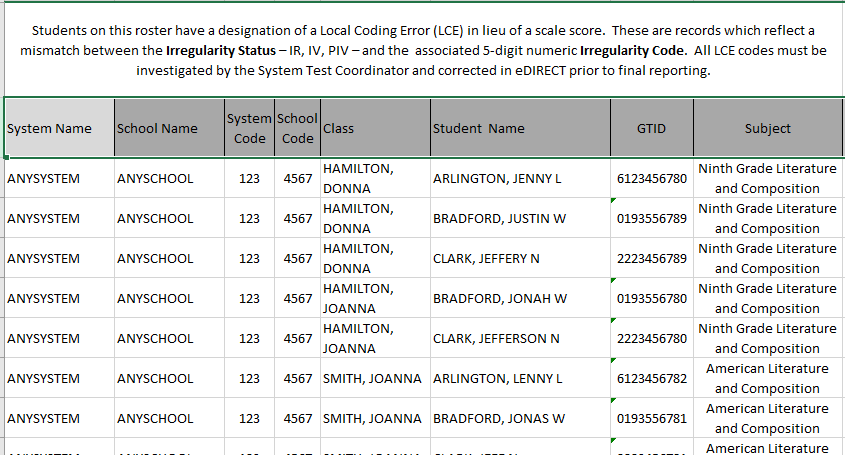 Students on this roster have a designation of a Local Coding Error (LCE) in lieu of a scale score. These are records which reflect a
mismatch between the Irregularity Status – IR, IV, PIV – and the associated 5-digit numeric Irregularity Code. All LCE codes must be
investigated by the System Test Coordinator and corrected in eDIRECT prior to final reporting.
System Name School Name System Code School Code Class Student Name GTID Subject
ANYSYSTEM ANYSCHOOL 123 4567 HAMILTON, DONNA ARLINGTON, JENNY L 6123456780 Ninth Grade Literature and Composition
ANYSYSTEM ANYSCHOOL 123 4567 HAMILTON, DONNA BRADFORD, JUSTIN W 0193556789 Ninth Grade Literature and Composition
ANYSYSTEM ANYSCHOOL 123 4567 HAMILTON, DONNA CLARK, JEFFERY N 2223456789 Ninth Grade Literature and Composition
ANYSYSTEM ANYSCHOOL 123 4567 HAMILTON, JOANNA BRADFORD, JONAH W 0193556780 Ninth Grade Literature and Composition
ANYSYSTEM ANYSCHOOL 123 4567 HAMILTON, JOANNA CLARK, JEFFERSON N 2223456780 Ninth Grade Literature and Composition
ANYSYSTEM ANYSCHOOL 123 4567 SMITH, JOANNA ARLINGTON, LENNY L 6123456782 American Literature and Composition
ANYSYSTEM ANYSCHOOL 123 4567 SMITH, JOANNA BRADFORD, JONAS W 0193556781 American Literature and Composition
American Literature